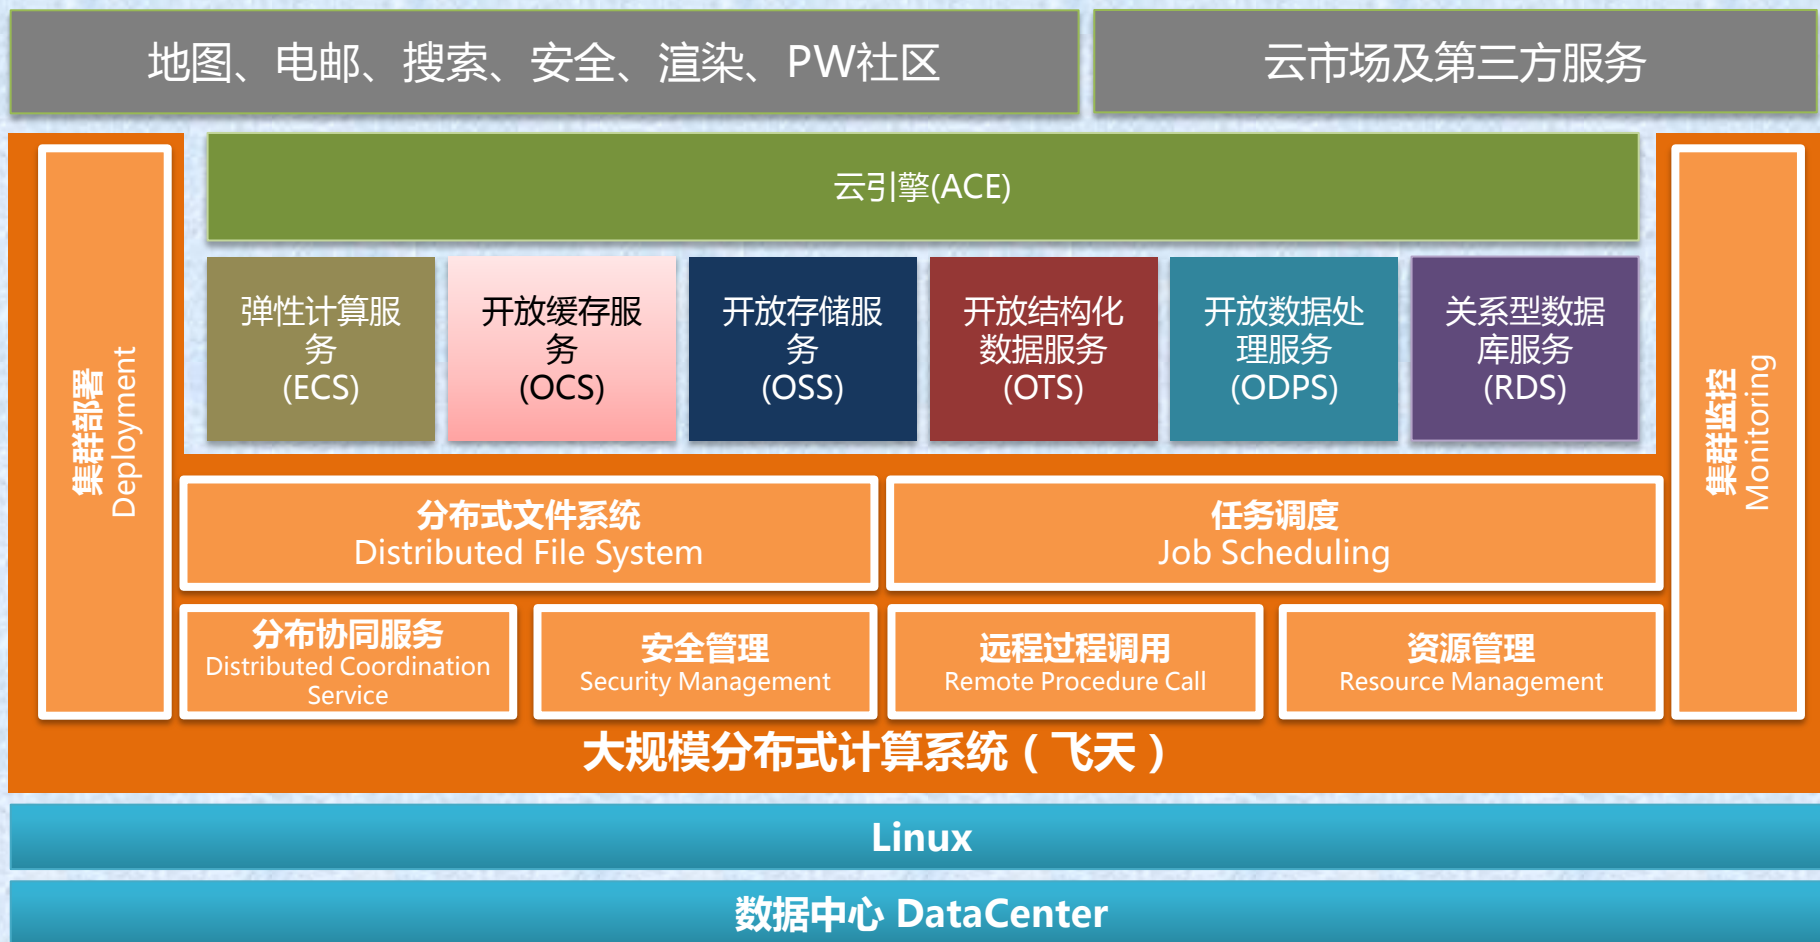 地图、电邮、搜索、安全、渲染、PW社区
云市场及第三方服务
云引擎(ACE)
集群部署
Deployment
弹性计算服
务
(ECS)
开放缓存服
务
(OCS)
开放存储服
务
(OSS)
开放结构化
数据服务
(OTS)
开放数据处
理服务
(ODPS)
关系型数据
库服务
(RDS)
集群监控
Monitoring
分布式文件系统
Distributed File System
任务调度
Job Scheduling
分布协同服务
Distributed Coordination
Service
安全管理
Security Management
远程过程调用
Remote Procedure Call
资源管理
Resource Management
大规模分布式计算系统（飞天）
Linux
数据中心 DataCenter